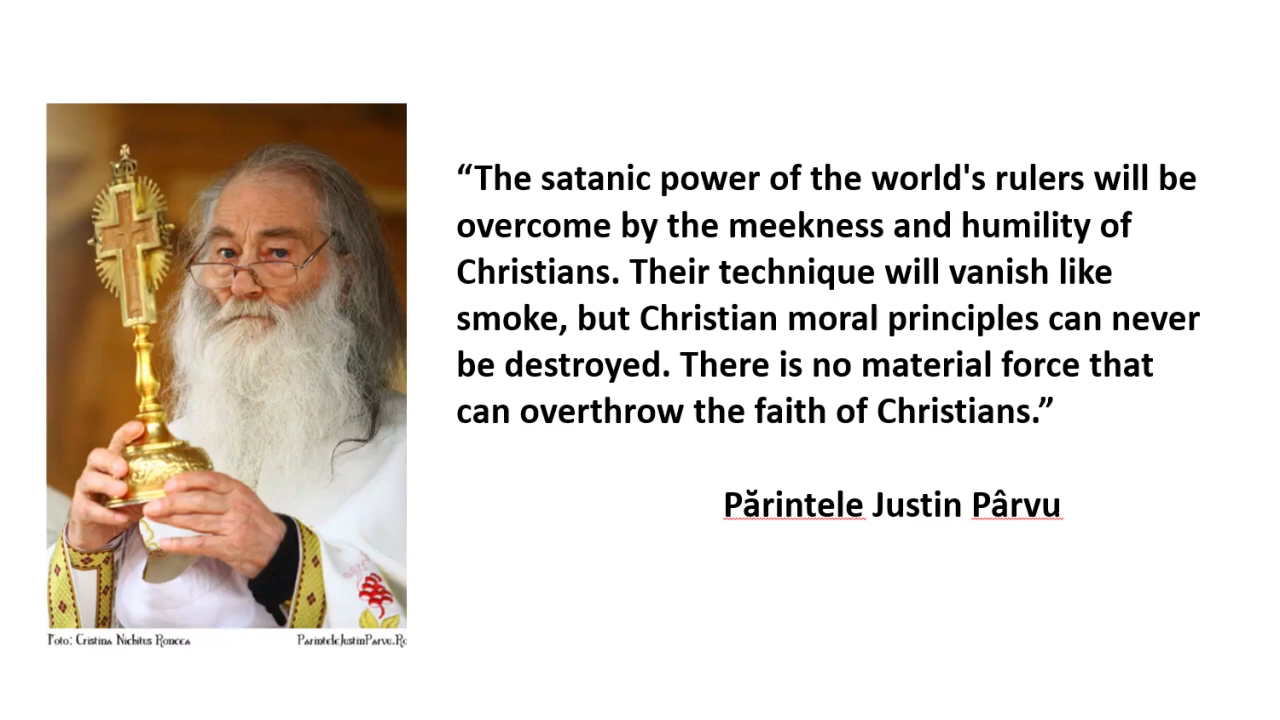 “The satanic power of the world's rulers will be
overcome by the meekness and humility of
Christians. Their technique will vanish like
smoke, but Christian moral principles can never
be destroyed. There is no material force that
can overthrow the faith of Christians.”
Părintele Justin Pârvu
Foto: Cristina Nichitus Roncea
ParinteleJustinParvu.Ro